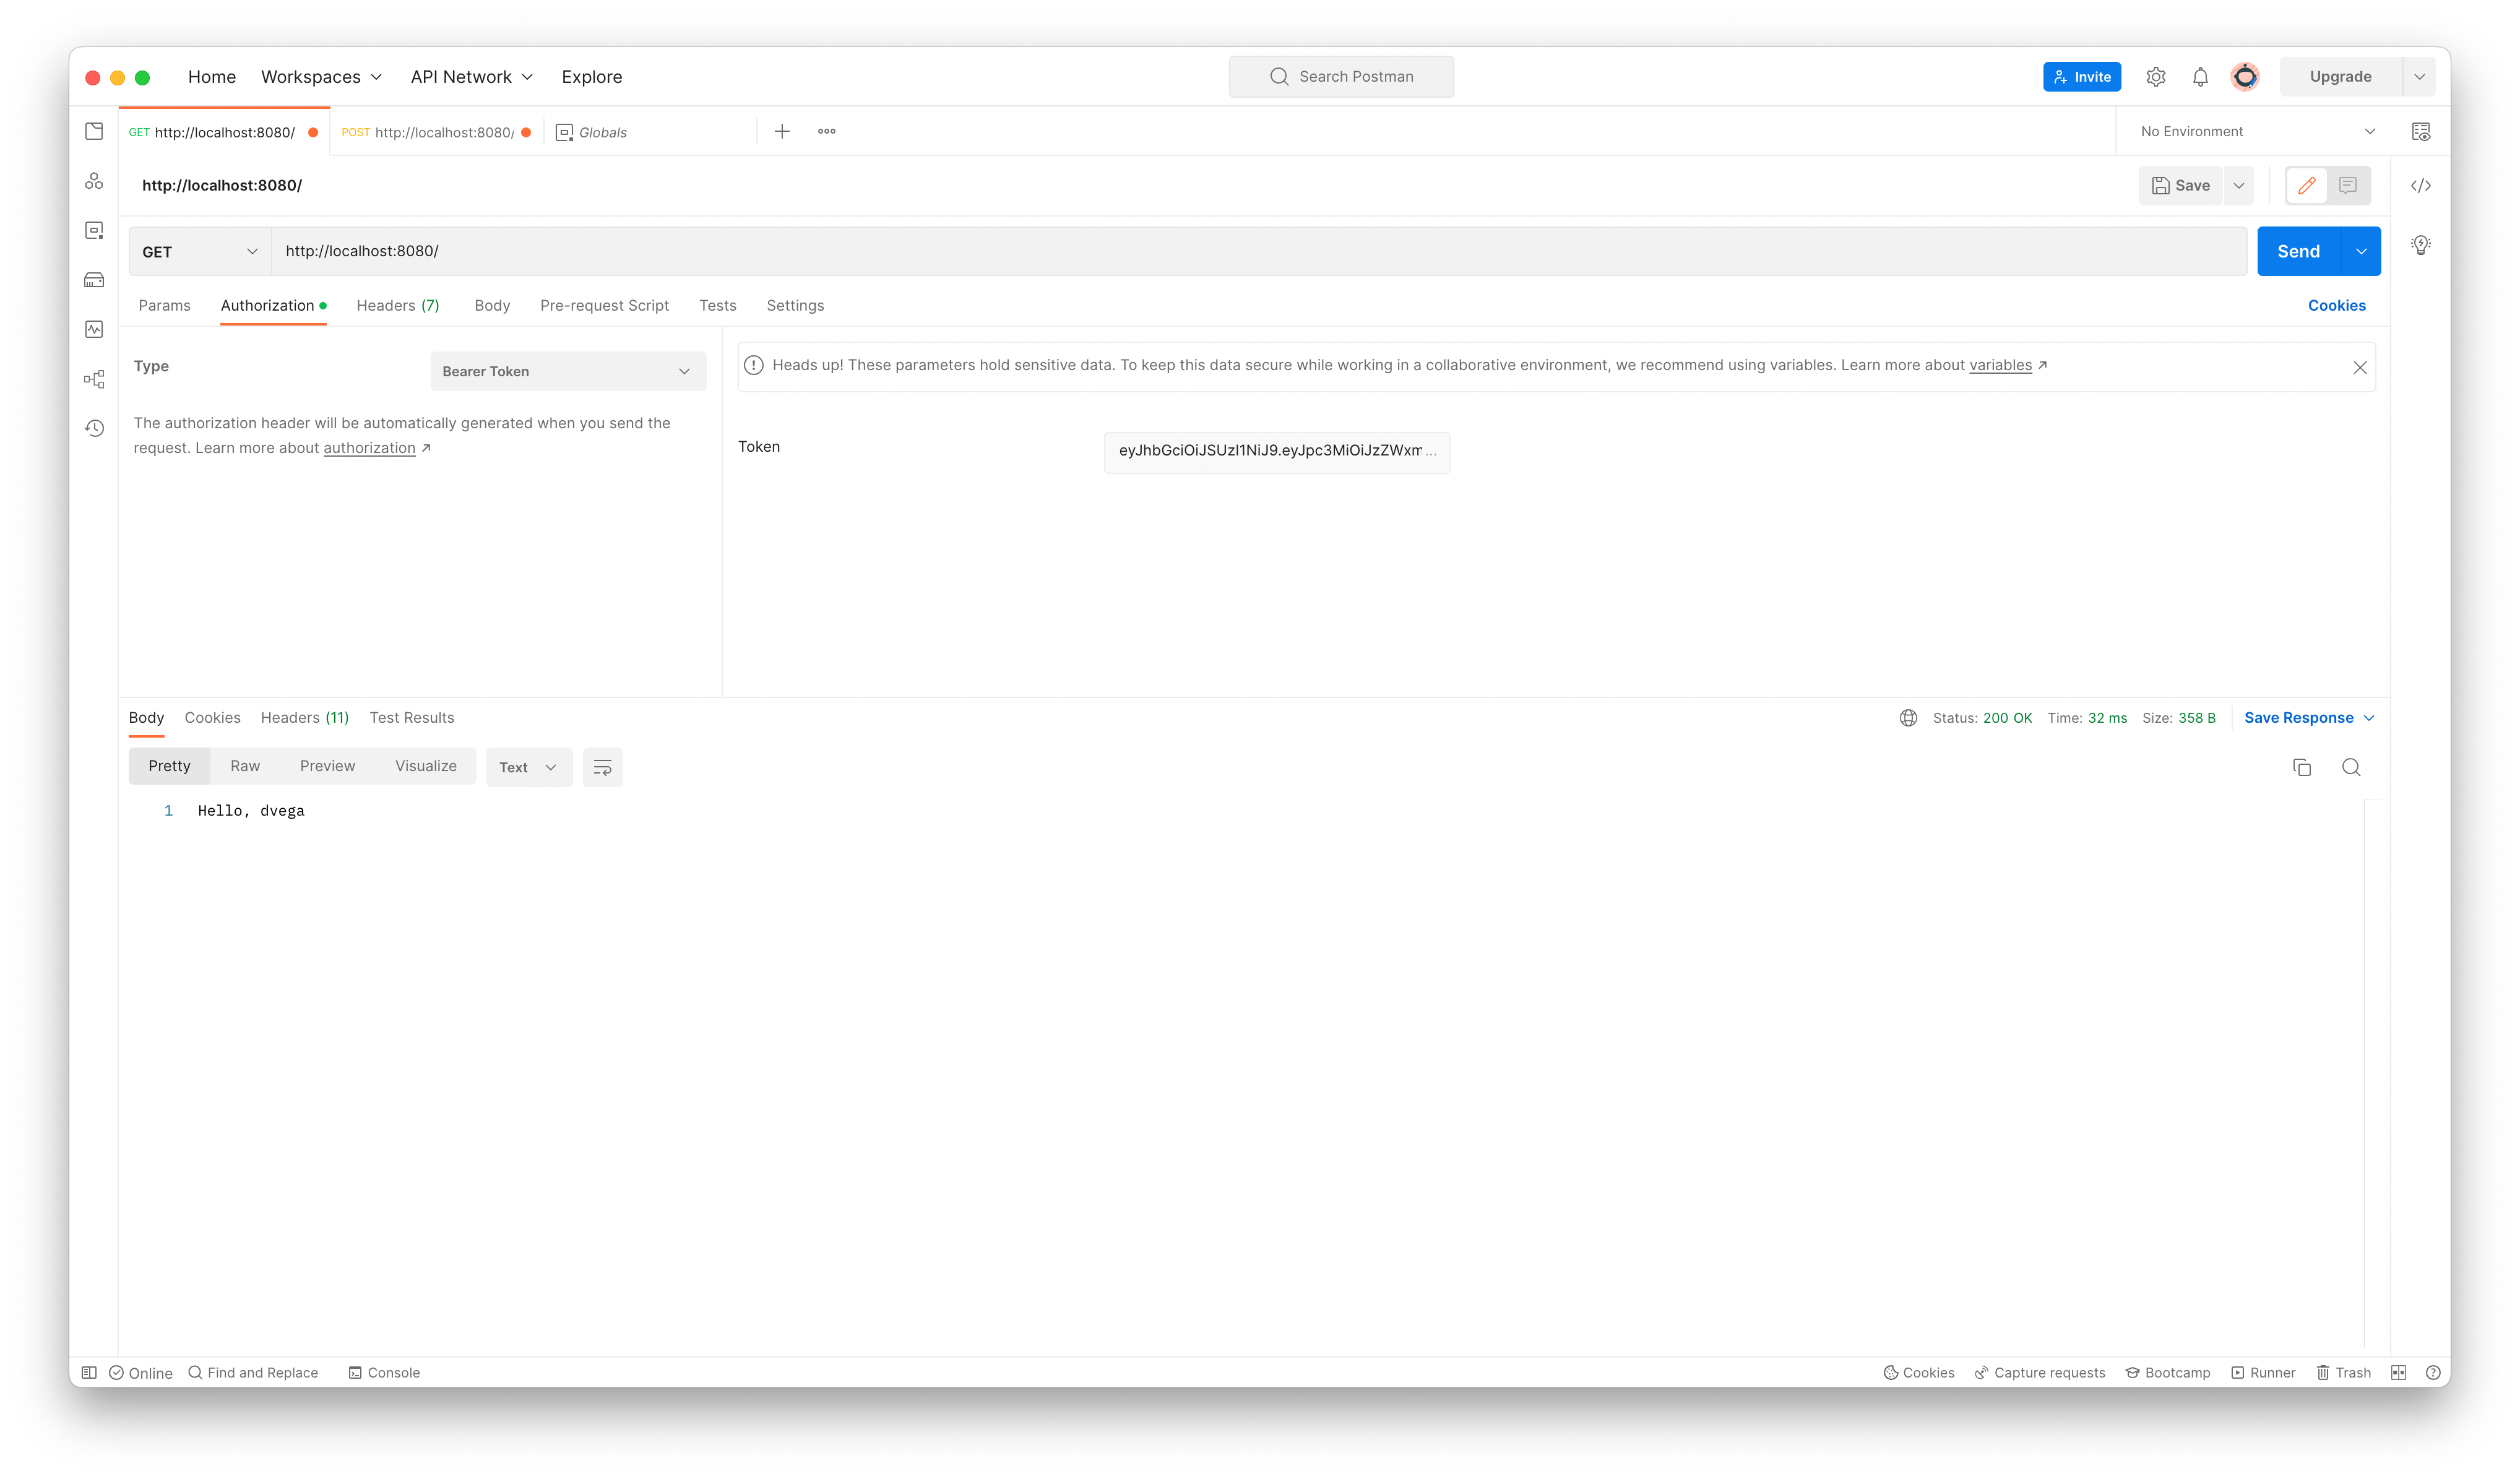 Home Workspaces API Network Explore Search Postman Invite Upgrade
GET http://localhost:8080/ POST http://localhost:8080/ Globals No Environment
http://localhost:8080/ Save
GET http://localhost:8080/ Send
Params Authorization Headers (7) Body Pre-request Script Tests Settings Cookies
Type Bearer Token
The authorization header will be automatically generated when you send the
request. Learn more about authorization ↗
Heads up! These parameters hold sensitive data. To keep this data secure while working in a collaborative environment, we recommend using variables. Learn more about variables ↗
Token eyJhbGciOiJSUzI1NiJ9.eyJpc3MiOiJzZWxm...
Body Cookies Headers (11) Test Results Status: 200 OK Time: 32 ms Size: 358 B Save Response
Pretty Raw Preview Visualize Text
1 Hello, dvega
Online Find and Replace Console Cookies Capture requests Bootcamp Runner Trash